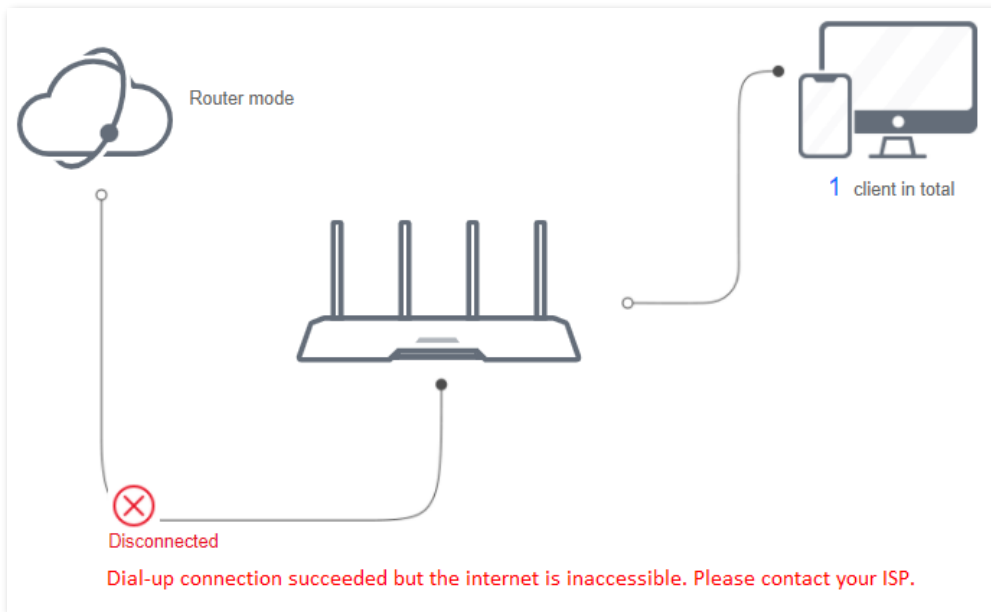 Router mode
1 client in total
Disconnected
Dial-up connection succeeded but the internet is inaccessible. Please contact your ISP.